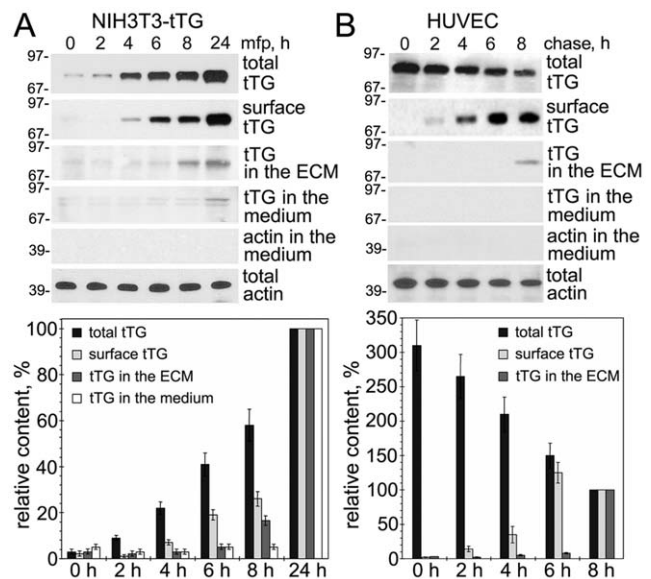 A NIH3T3-tTG
0 2 4 6 8 24 mfp, h
97-
67-
total
tTG
97-
67-
surface
tTG
97-
67-
tTG
in the ECM
97-
67-
tTG in the
medium
39-
actin in the
medium
39-
total
actin
relative content, %
100
80
60
40
20
0
total tTG
surface tTG
tTG in the ECM
tTG in the medium
0 h 2 h 4 h 6 h 8 h 24 h
B HUVEC
0 2 4 6 8 chase, h
97-
67-
total
tTG
97-
67-
surface
tTG
97-
67-
tTG
in the ECM
97-
67-
tTG in the
medium
39-
actin in the
medium
39-
total
actin
relative content, %
350
300
250
200
150
100
50
0
total tTG
surface tTG
tTG in the ECM
0 h 2 h 4 h 6 h 8 h